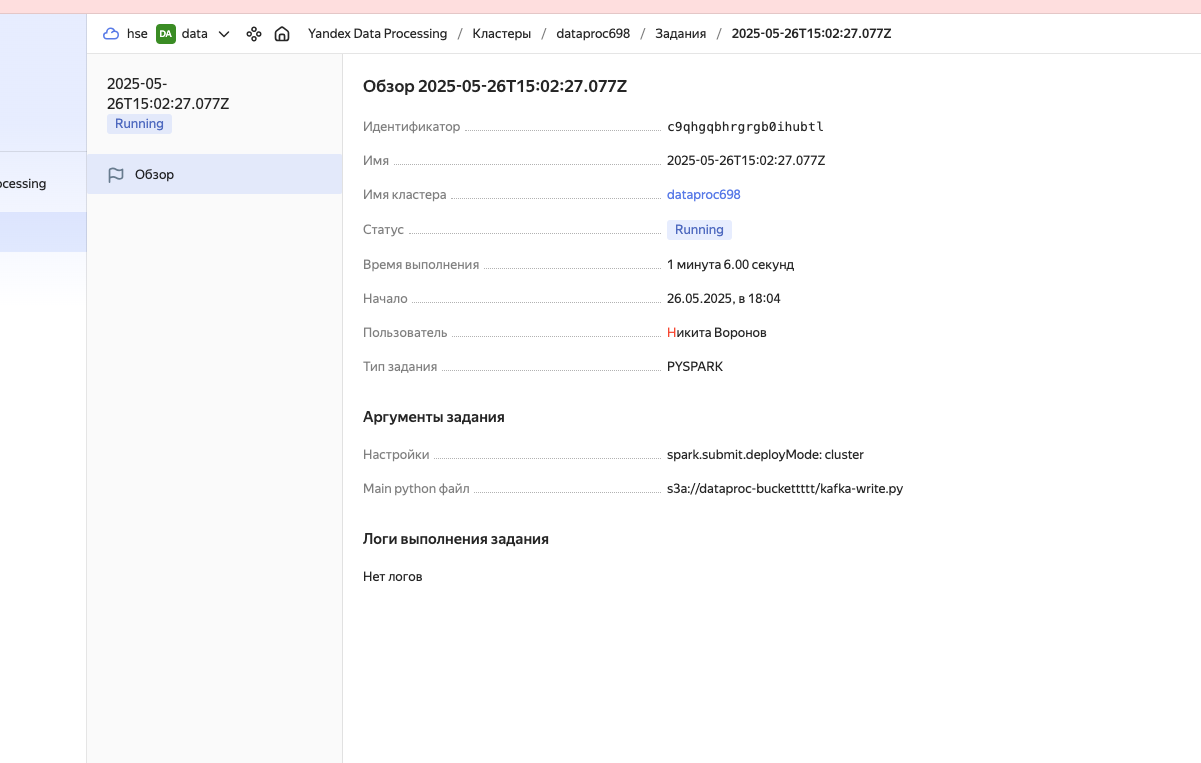 hse DA data Yandex Data Processing / Кластеры / dataproc698 / Задания / 2025-05-26T15:02:27.077Z
ocessing
2025-05-
26T15:02:27.077Z
Running
Обзор
Обзор 2025-05-26T15:02:27.077Z
Идентификатор c9qhgqbhrgrgb0ihubtl
Имя 2025-05-26T15:02:27.077Z
Имя кластера dataproc698
Статус Running
Время выполнения 1 минута 6.00 секунд
Начало 26.05.2025, в 18:04
Пользователь Никита Воронов
Тип задания PYSPARK
Аргументы задания
Настройки spark.submit.deployMode: cluster
Main python файл s3a://dataproc-buckettttt/kafka-write.py
Логи выполнения задания
Нет логов